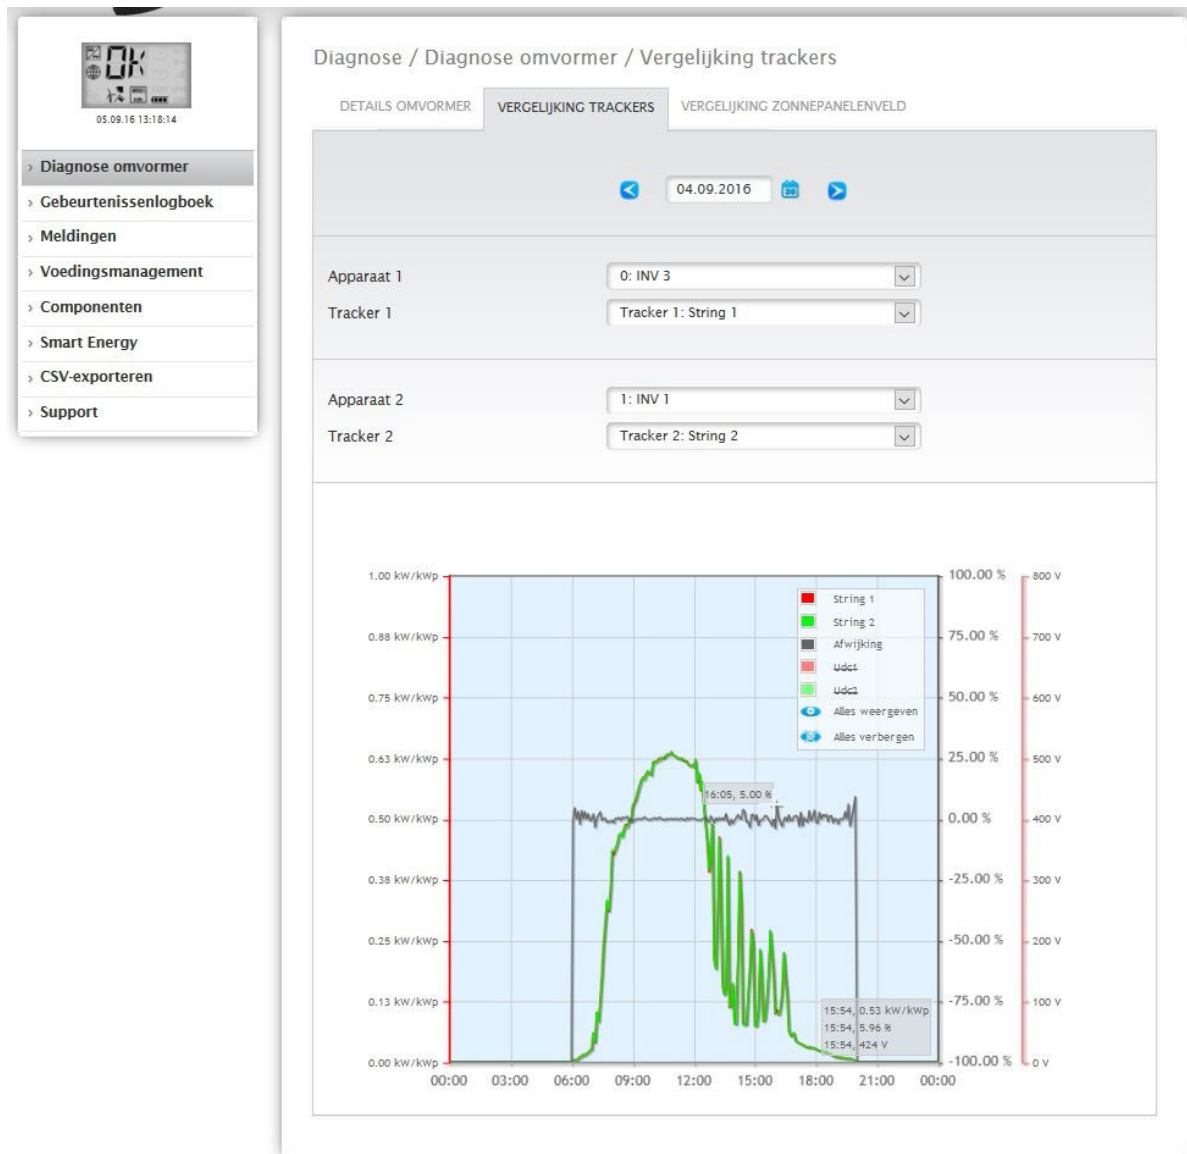 OK
05.09.16 13:18:14
Diagnose omvormer
Gebeurtenissenlogboek
Meldingen
Voedingsmanagement
Componenten
Smart Energy
CSV-exporteren
Support
Diagnose / Diagnose omvormer / Vergelijking trackers
DETAILS OMVORMER VERGELIJKING TRACKERS VERGELIJKING ZONNEPANELENVELD
04.09.2016
Apparaat 1 0: INV 3
Tracker 1 Tracker 1: String 1
Apparaat 2 1: INV 1
Tracker 2 Tracker 2: String 2
1.00 kW/kWp 100.00 % 800 V
String 1
String 2
0.88 kW/kWp 75.00 % 700 V
Afwijking
Udc1
Udc2
0.75 kW/kWp 50.00 % 600 V
Alles weergeven
Alles verbergen
0.63 kW/kWp 25.00 % 500 V
16:05, 5.00 %
0.50 kW/kWp 0.00 % 400 V
0.38 kW/kWp -25.00 % 300 V
0.25 kW/kWp -50.00 % 200 V
0.13 kW/kWp -75.00 % 100 V
15:54, 0.53 kW/kWp
15:54, 5.96 %
15:54, 424 V
0.00 kW/kWp -100.00 % 0 V
00:00 03:00 06:00 09:00 12:00 15:00 18:00 21:00 00:00